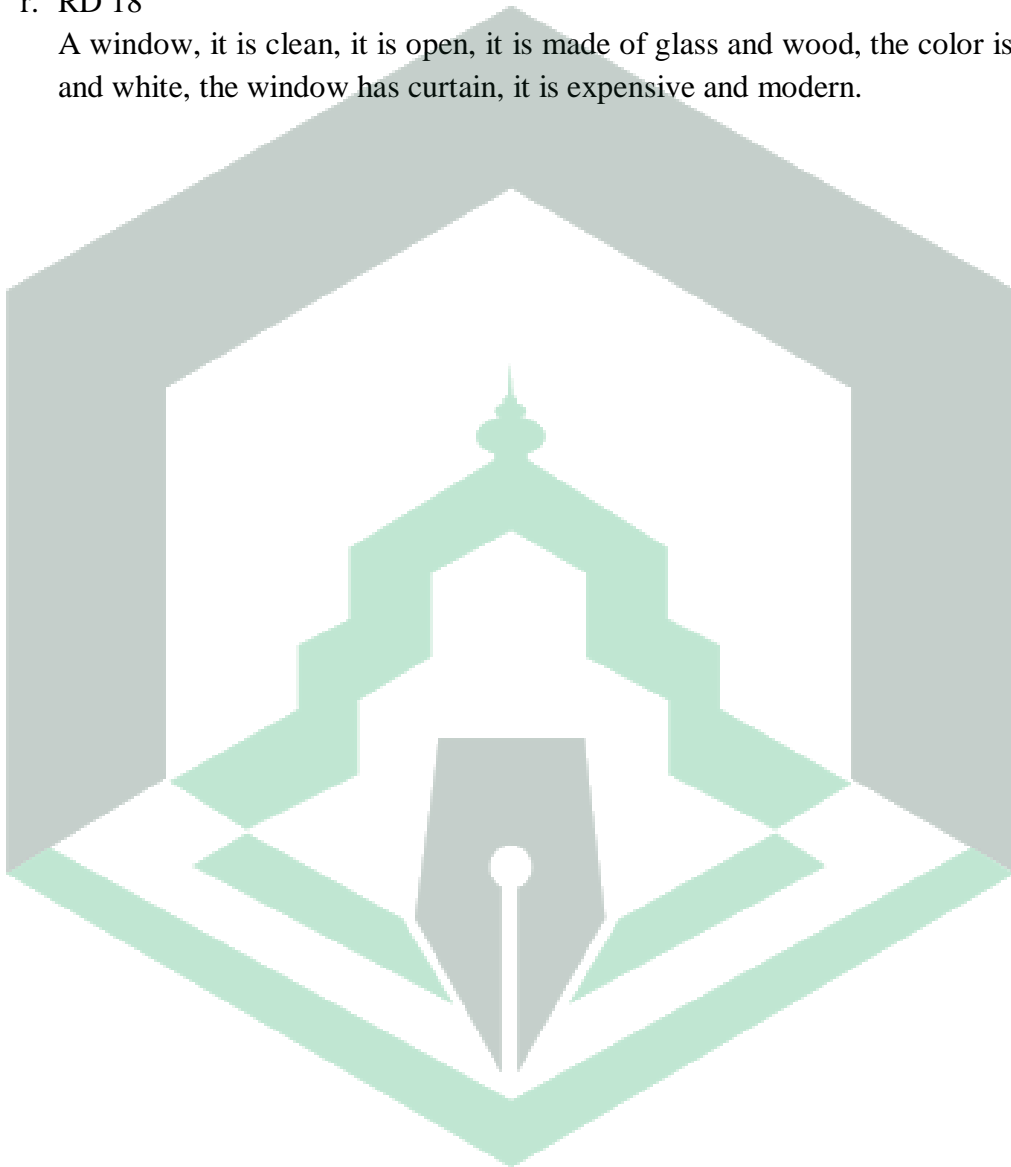 r. RD 18
A window, it is clean, it is open, it is made of glass and wood, the color is
and white, the window has curtain, it is expensive and modern.